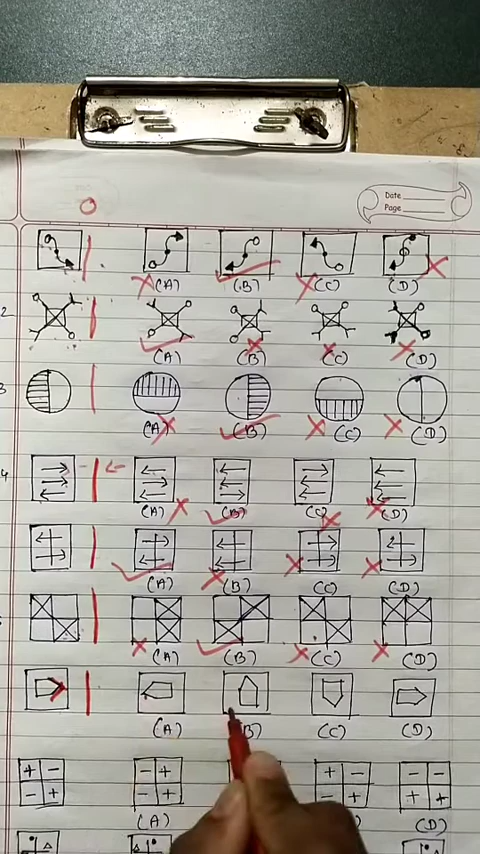 Date
Page
(A) (B) (C) (D)
2
(A) (B) (C) (D)
3
(A) (B) (C) (D)
4
(A) (B) (C) (D)
(A) (B) (C) (D)
(A) (B) (C) (D)
(A) B) (C) (D)
+ - - + + - - +
- + - + - + + +
(A) (D)